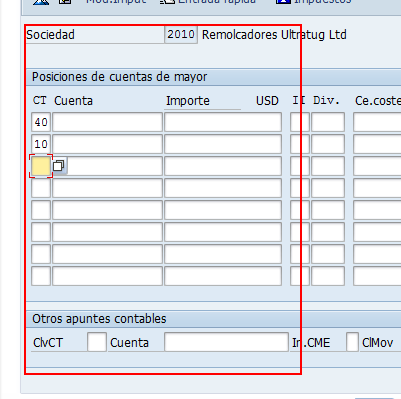 Mod.Imput Entrada rápida Impuestos
Sociedad 2010 Remolcadores Ultratug Ltd
Posiciones de cuentas de mayor
CT Cuenta Importe USD II Div. Ce.coste
40
10
Otros apuntes contables
ClvCT Cuenta In.CME ClMov